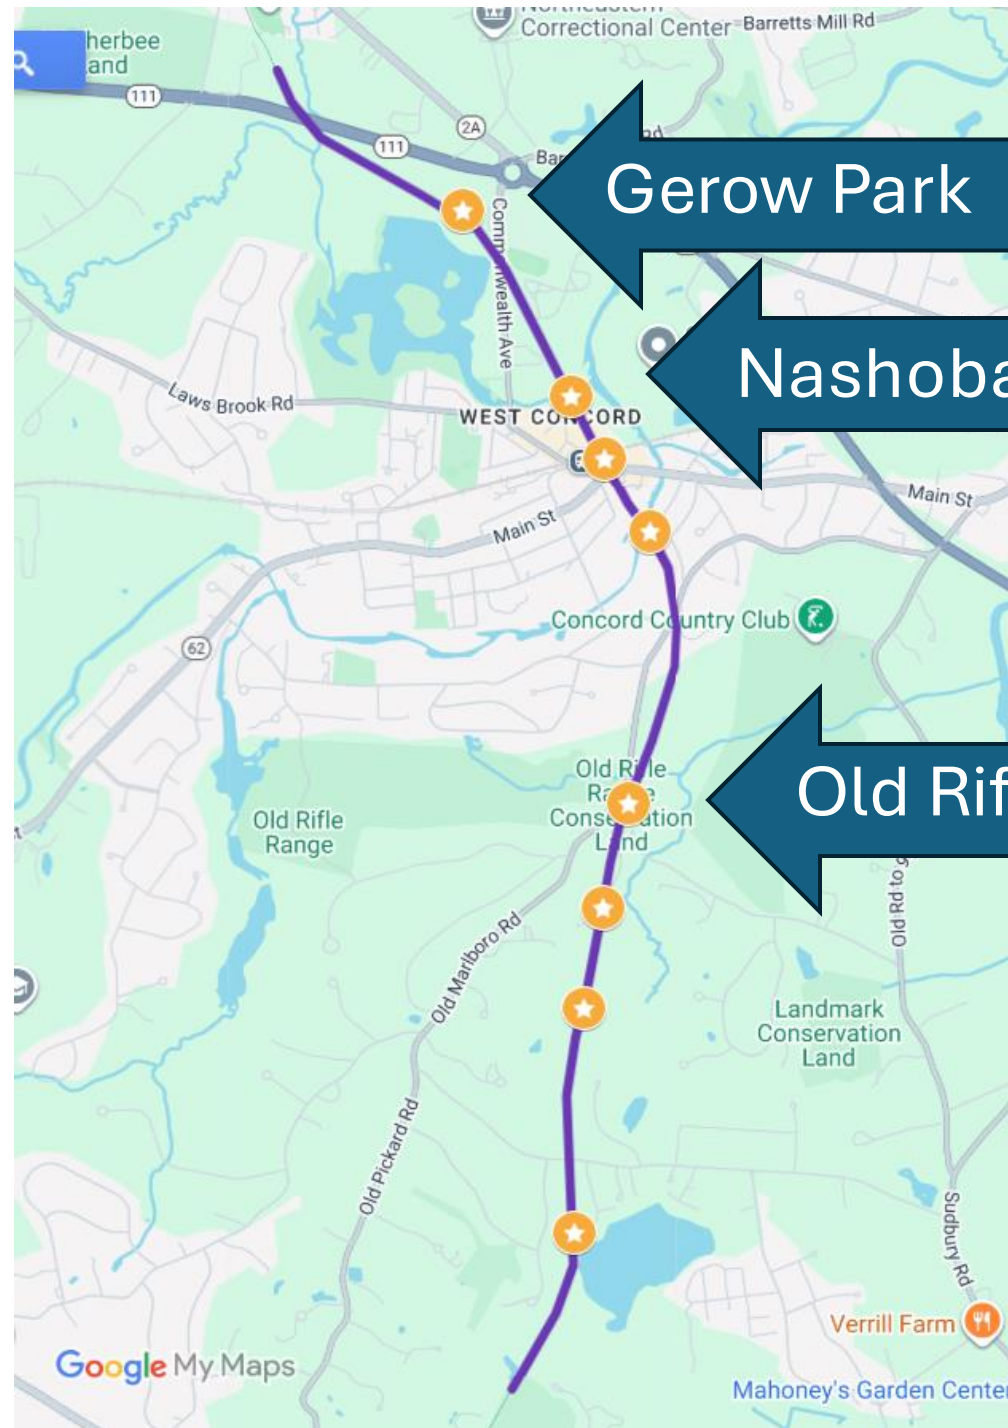 herbee
and
Correctional Center
Barretts Mill Rd
111
2A
111
Rd
Gerow Park
Commonwealth Ave
Nashoba
Laws Brook Rd
WEST CONCORD
Main St
Main St
Concord Country Club
62
Old Rifle
Range
Conservation
Land
Old Rif
Old Rifle
Range
Old Rd to 9
Old Marlboro Rd
Landmark
Conservation
Land
Old Pickard Rd
Sudbury Rd
Verrill Farm
Google My Maps
Mahoney's Garden Center